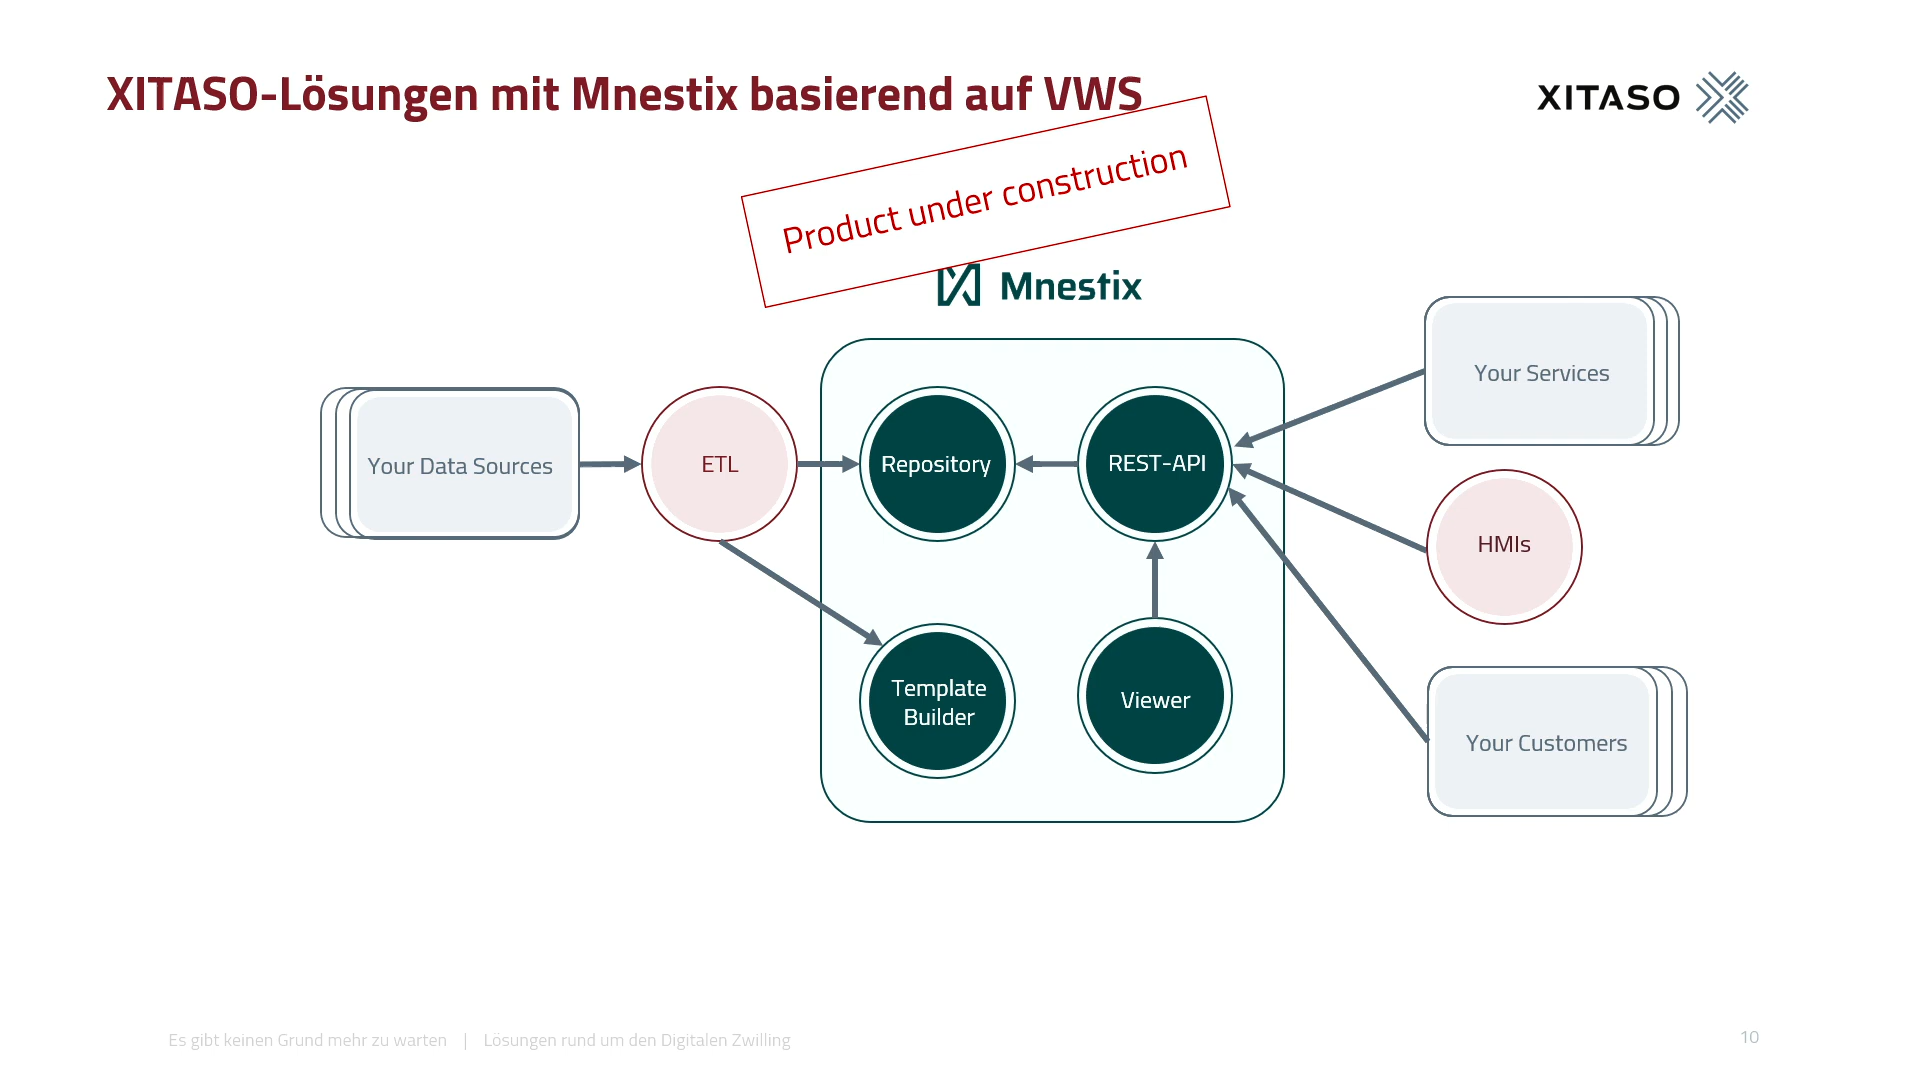 XITASO-Lösungen mit Mnestix basierend auf VWS
XITASO
Product under construction
Mnestix
Your Data Sources
ETL
Repository
REST-API
Your Services
HMIs
Template
Builder
Viewer
Your Customers
Es gibt keinen Grund mehr zu warten | Lösungen rund um den Digitalen Zwilling
10